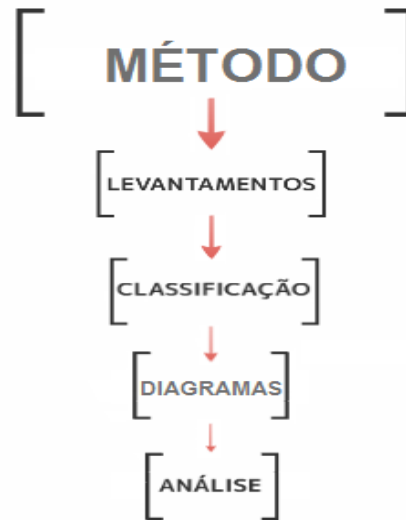 MÉTODO
LEVANTAMENTOS
CLASSIFICAÇÃO
DIAGRAMAS
ANÁLISE